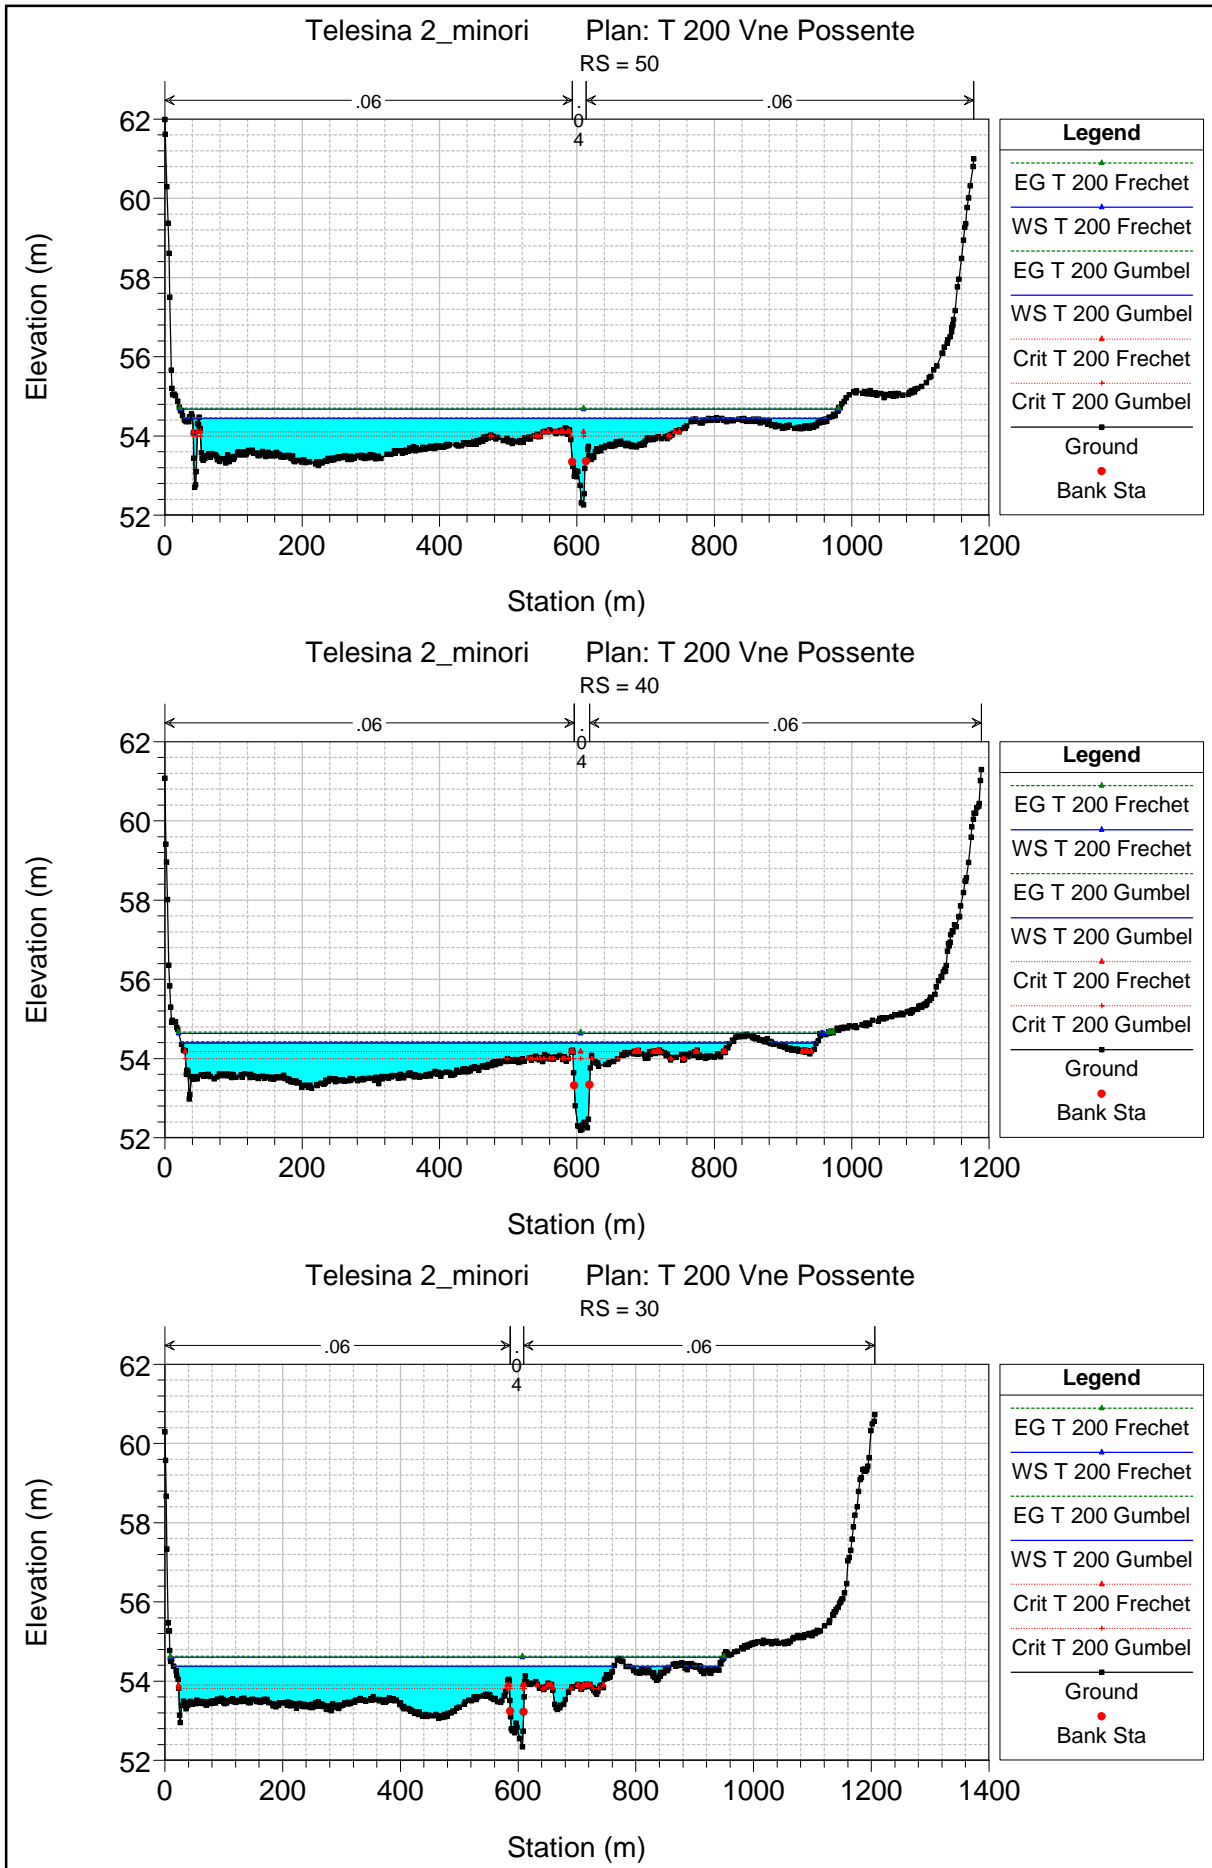 Telesina 2_minori Plan: T 200 Vne Possente
RS = 50
.06 .04 .06
62
60
58
56
54
52
Elevation (m)
0 200 400 600 800 1000 1200
Station (m)
Legend
EG T 200 Frechet
WS T 200 Frechet
EG T 200 Gumbel
WS T 200 Gumbel
Crit T 200 Frechet
Crit T 200 Gumbel
Ground
Bank Sta
Telesina 2_minori Plan: T 200 Vne Possente
RS = 40
.06 .04 .06
62
60
58
56
54
52
Elevation (m)
0 200 400 600 800 1000 1200
Station (m)
Legend
EG T 200 Frechet
WS T 200 Frechet
EG T 200 Gumbel
WS T 200 Gumbel
Crit T 200 Frechet
Crit T 200 Gumbel
Ground
Bank Sta
Telesina 2_minori Plan: T 200 Vne Possente
RS = 30
.06 .04 .06
62
60
58
56
54
52
Elevation (m)
0 200 400 600 800 1000 1200 1400
Station (m)
Legend
EG T 200 Frechet
WS T 200 Frechet
EG T 200 Gumbel
WS T 200 Gumbel
Crit T 200 Frechet
Crit T 200 Gumbel
Ground
Bank Sta